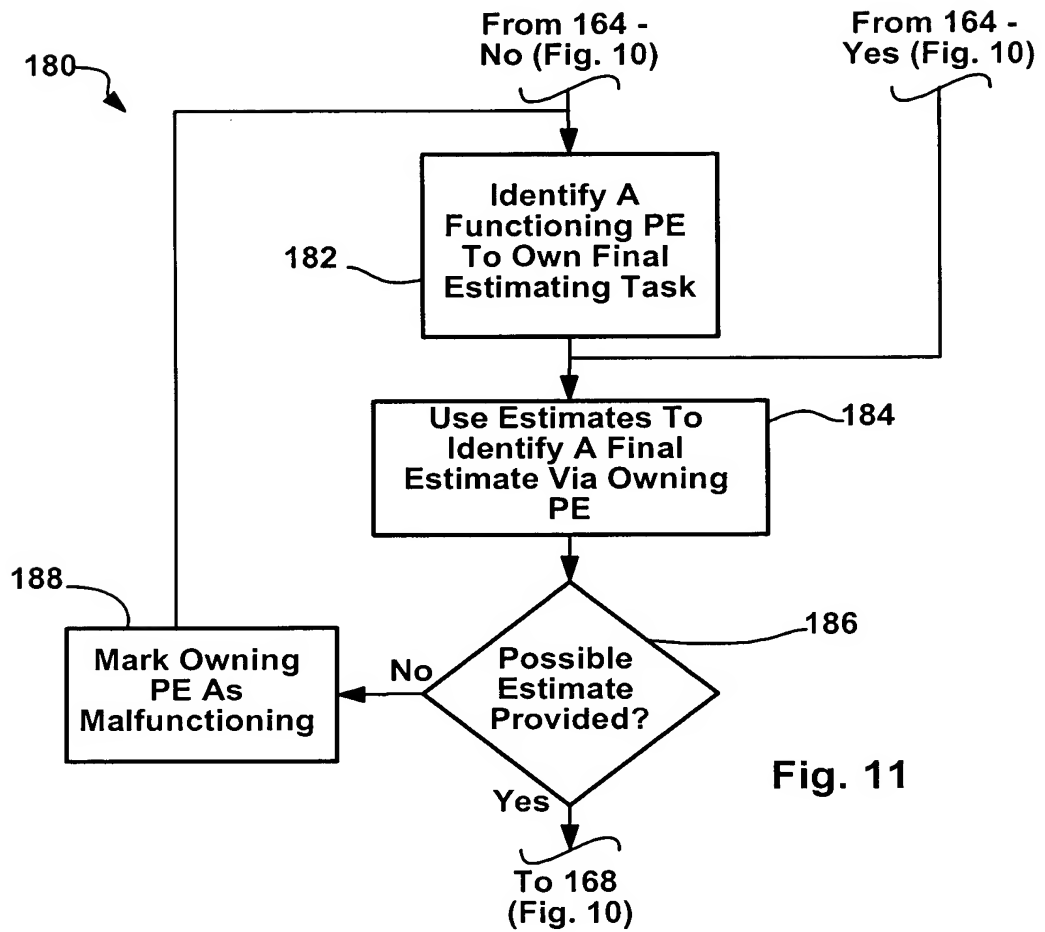 From 164 -
No (Fig. 10)
From 164 -
Yes (Fig. 10)
180
Identify A
Functioning PE
To Own Final
Estimating Task
182
Use Estimates To
Identify A Final
Estimate Via Owning
PE
184
188
Mark Owning
PE As
Malfunctioning
No
Possible
Estimate
Provided?
186
Yes
Fig. 11
To 168
(Fig. 10)